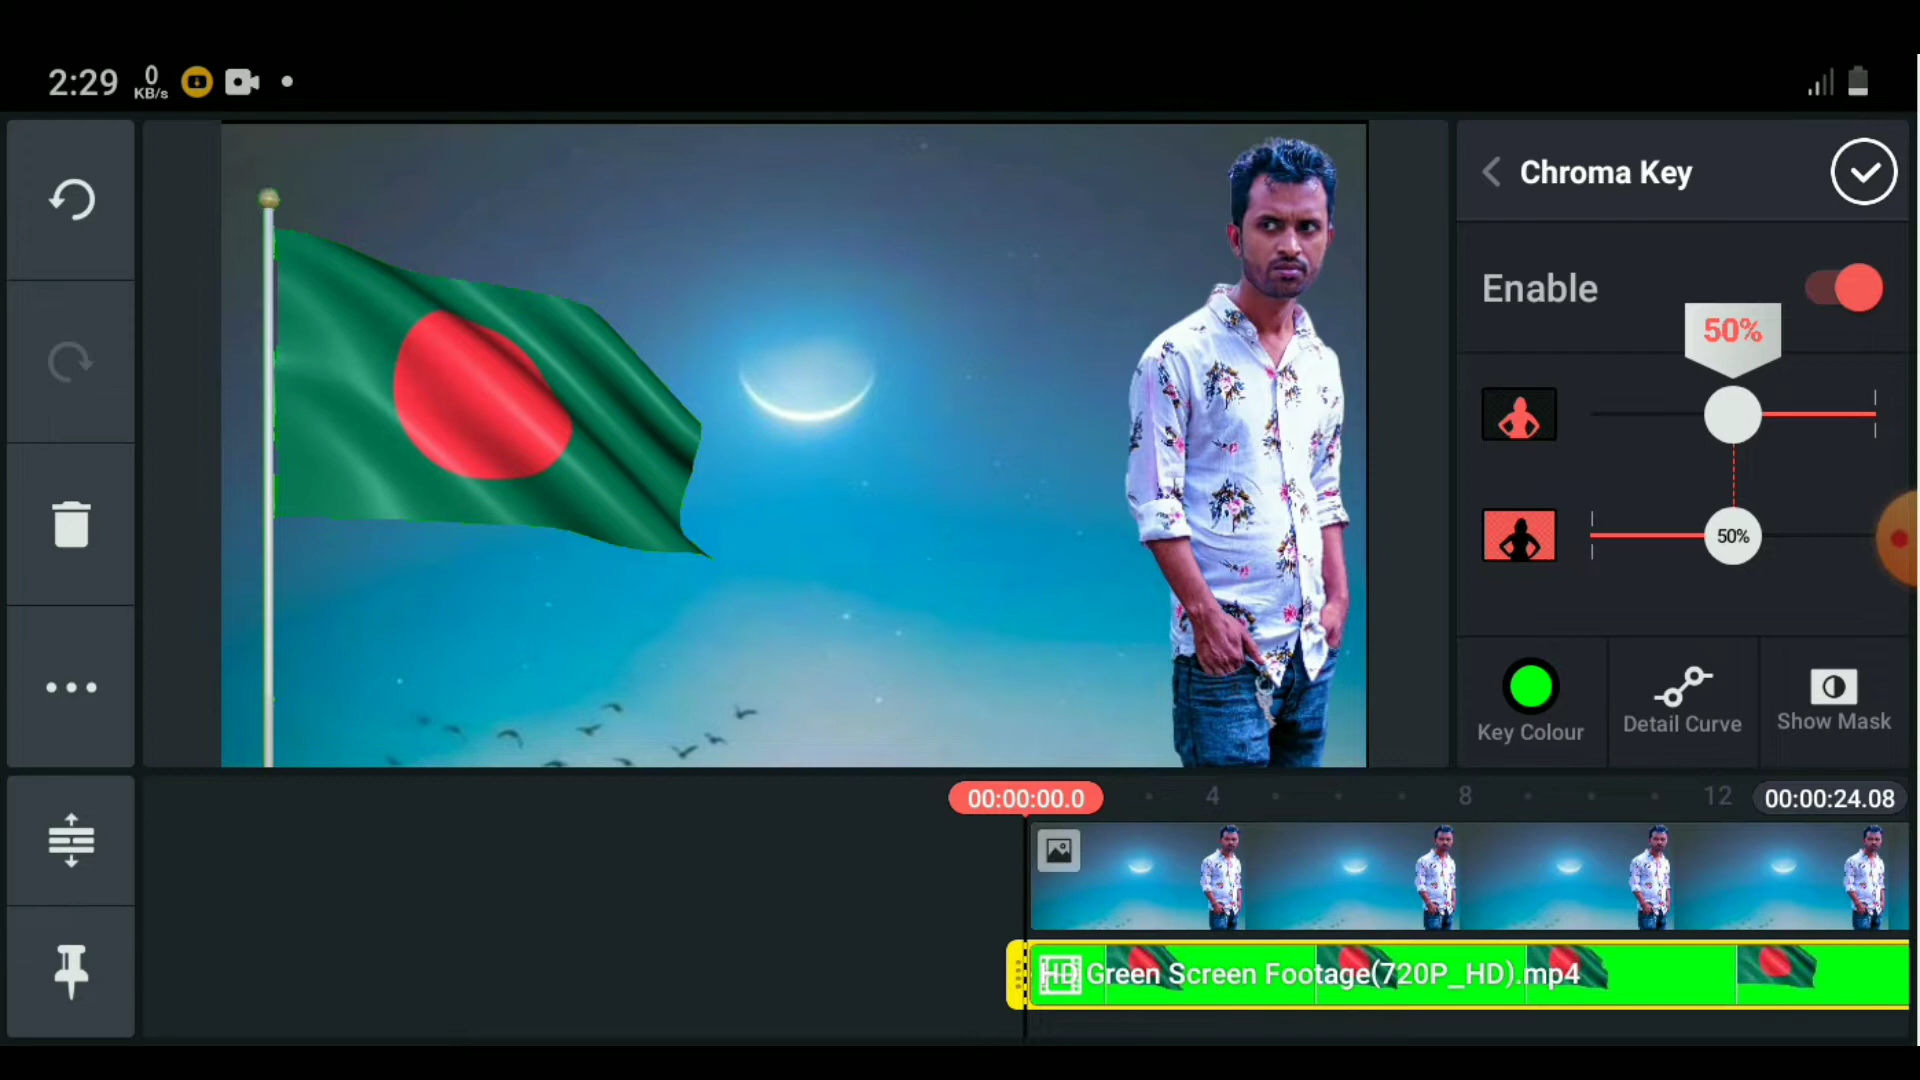 2:29 0 KB/s
Chroma Key
Enable
50%
50%
Key Colour Detail Curve Show Mask
00:00:00.0 4 8 12 00:00:24.08
HD Green Screen Footage(720P_HD).mp4